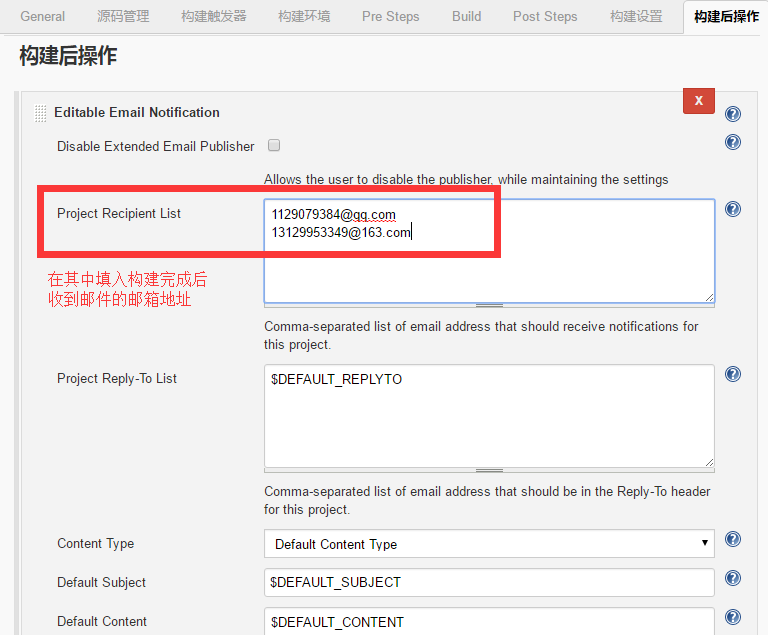 General 源码管理 构建触发器 构建环境 Pre Steps Build Post Steps 构建设置 构建后操作
构建后操作
X
Editable Email Notification
Disable Extended Email Publisher
Allows the user to disable the publisher, while maintaining the settings
Project Recipient List
1129079384@qq.com
13129953349@163.com
在其中填入构建完成后
收到邮件的邮箱地址
Comma-separated list of email address that should receive notifications for
this project.
Project Reply-To List
$DEFAULT_REPLYTO
Comma-separated list of email address that should be in the Reply-To header
for this project.
Content Type
Default Content Type
Default Subject
$DEFAULT_SUBJECT
Default Content
$DEFAULT_CONTENT